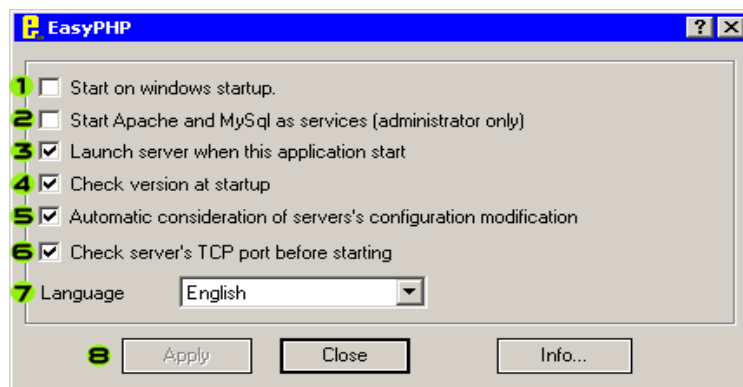 EasyPHP
1 Start on windows startup.
2 Start Apache and MySql as services (administrator only)
3 Launch server when this application start
4 Check version at startup
5 Automatic consideration of servers's configuration modification
6 Check server's TCP port before starting
7 Language English
8 Apply Close Info...